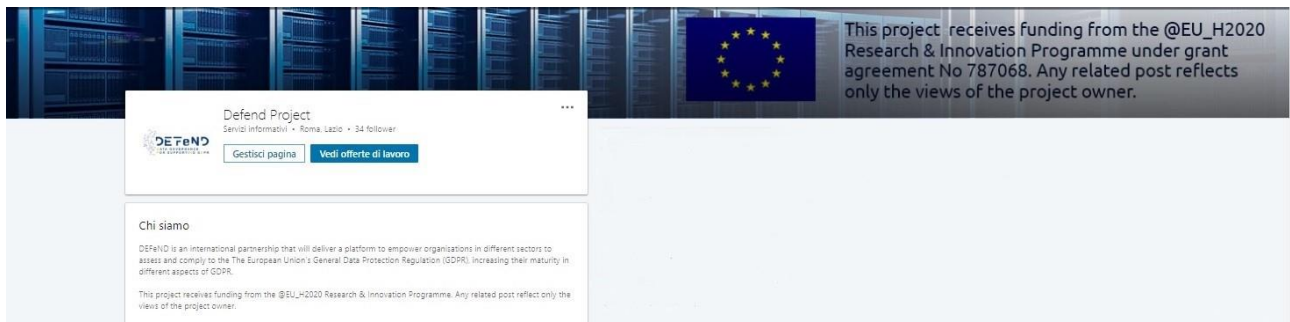 This project receives funding from the @EU_H2020
Research & Innovation Programme under grant
agreement No 787068. Any related post reflects
only the views of the project owner.
Defend Project
Servizi informativi • Roma, Lazio • 34 follower
DEFeND
Gestisci pagina
Vedi offerte di lavoro
Chi siamo
DEFeND is an international partnership that will deliver a platform to empower organisations in different sectors to
assess and comply to the The European Union's General Data Protection Regulation (GDPR), increasing their maturity in
different aspects of GDPR.
This project receives funding from the @EU_H2020 Research & Innovation Programme. Any related post reflect only the
views of the project owner.